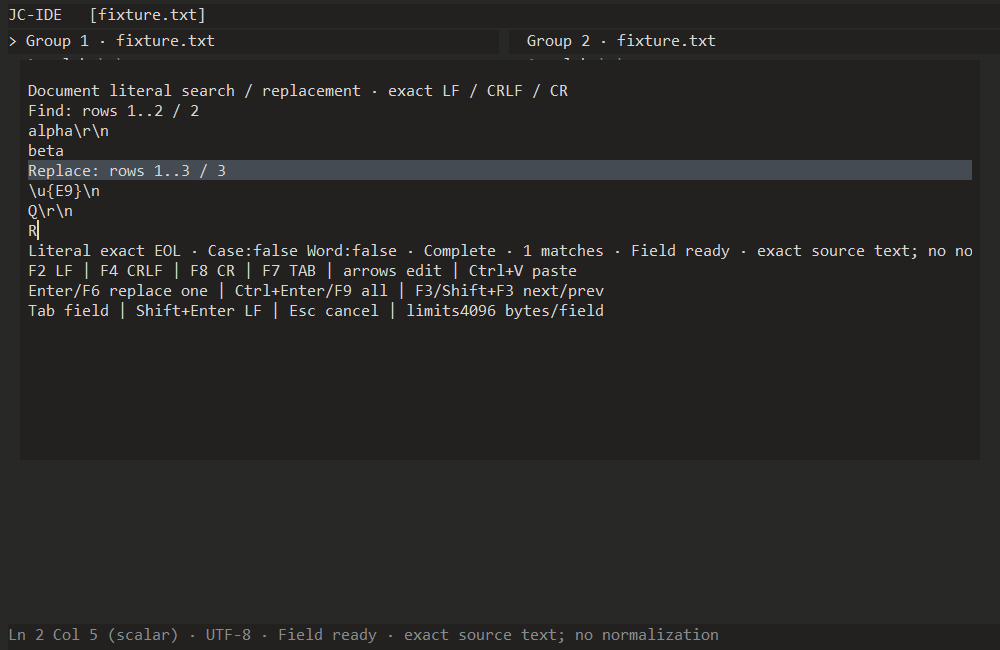 JC-IDE   [fixture.txt]
> Group 1 · fixture.txt
Group 2 · fixture.txt
Document literal search / replacement · exact LF / CRLF / CR
Find: rows 1..2 / 2
alpha\r\n
beta
Replace: rows 1..3 / 3
\u{E9}\n
Q\r\n
R
Literal exact EOL · Case:false Word:false · Complete · 1 matches · Field ready · exact source text; no no
F2 LF | F4 CRLF | F8 CR | F7 TAB | arrows edit | Ctrl+V paste
Enter/F6 replace one | Ctrl+Enter/F9 all | F3/Shift+F3 next/prev
Tab field | Shift+Enter LF | Esc cancel | limits4096 bytes/field
Ln 2 Col 5 (scalar) · UTF-8 · Field ready · exact source text; no normalization